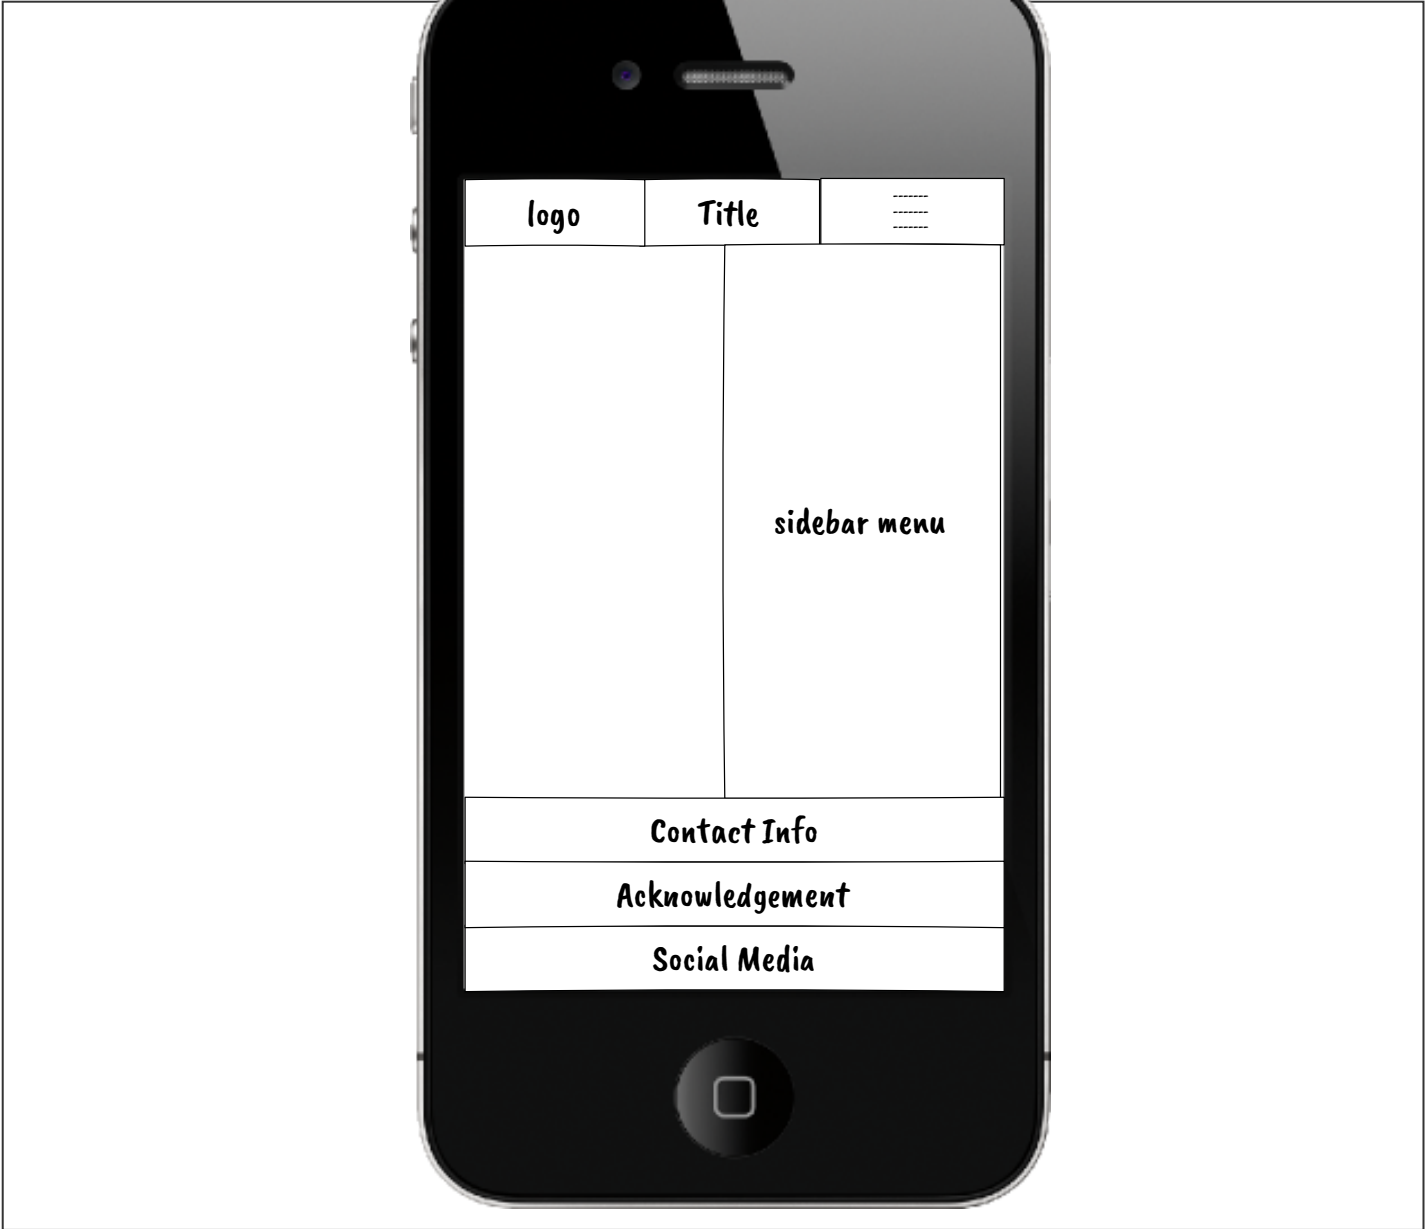 logo
Title
sidebar menu
Contact Info
Acknowledgement
Social Media